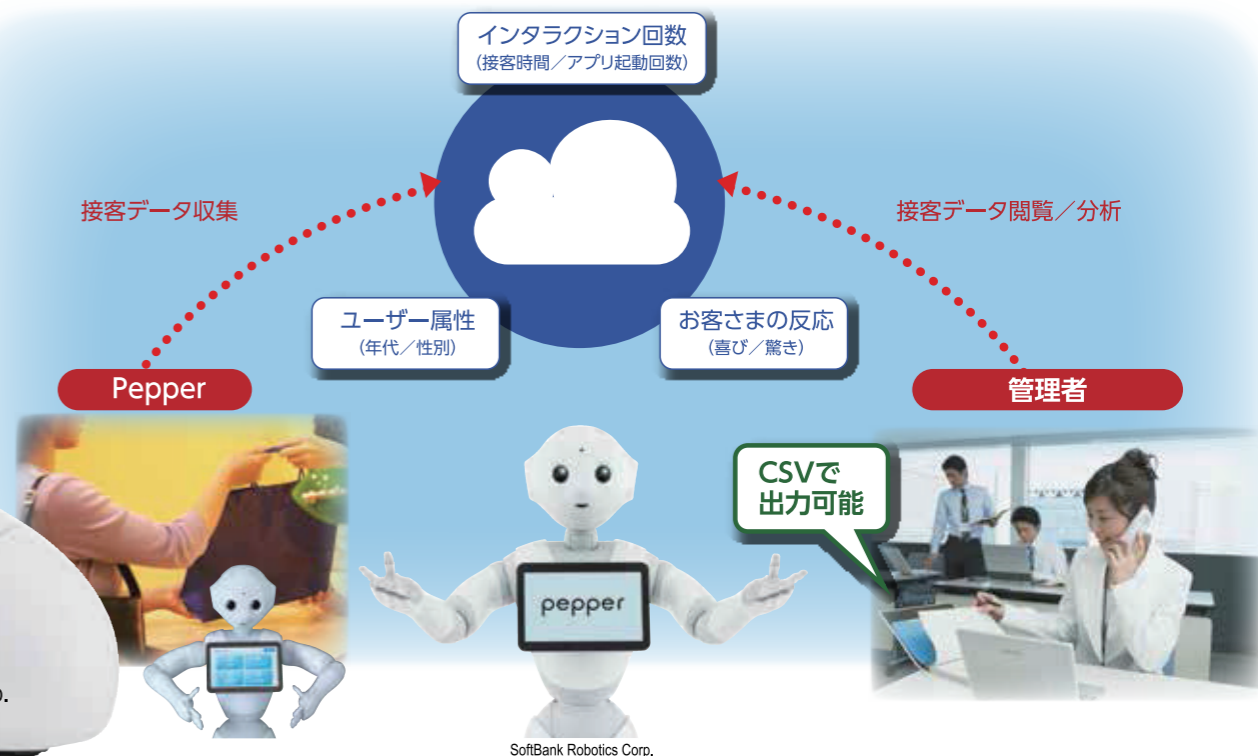 インタラクション回数
（接客時間／アプリ起動回数）
接客データ収集
接客データ閲覧／分析
ユーザー属性
（年代／性別）
お客さまの反応
（喜び／驚き）
Pepper
管理者
CSVで
出力可能
pepper
SoftBank Robotics Corp.